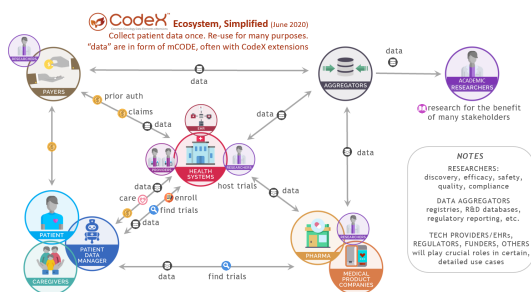 CodeX Ecosystem, Simplified (June 2020)
Collect patient data once. Re-use for many purposes.
"data" are in form of mCODE, often with CodeX extensions
data
data
PAYERS
AGGREGATORS
ACADEMIC
RESEARCHERS
prior auth
claims
data
data
research for the benefit
of many stakeholders
EHR
HEALTH
SYSTEMS
data
host trials
data
care
enroll
data
find trials
data
PATIENT
PATIENT
DATA
MANAGER
CAREGIVERS
PHARMA
MEDICAL
PRODUCT
COMPANIES
data
find trials
NOTES
RESEARCHERS:
discovery, efficacy, safety,
quality, compliance
DATA AGGREGATORS
registries, R&D databases,
regulatory reporting, etc.
TECH PROVIDERS/EHRs,
REGULATORS, FUNDERS, OTHERS
will play crucial roles in certain,
detailed use cases